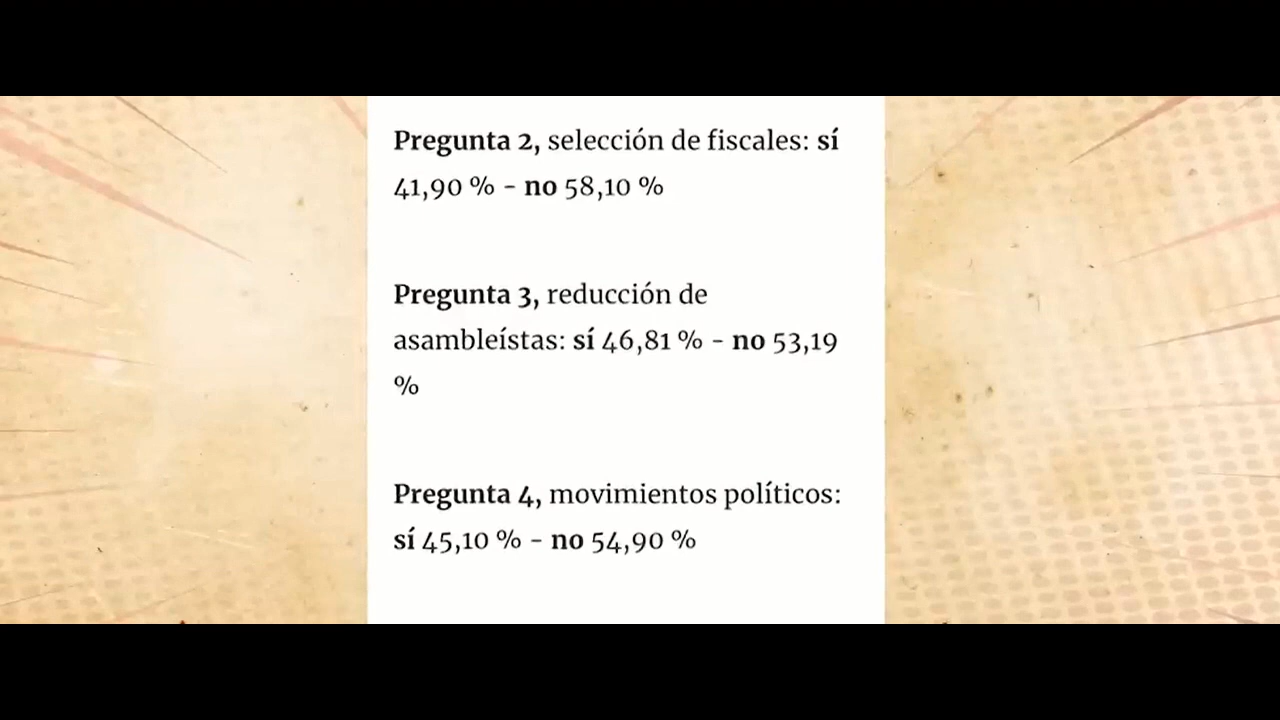 Pregunta 2, selección de fiscales: sí
41,90 % - no 58,10 %
Pregunta 3, reducción de
asambleístas: sí 46,81 % - no 53,19
%
Pregunta 4, movimientos políticos:
sí 45,10 % - no 54,90 %